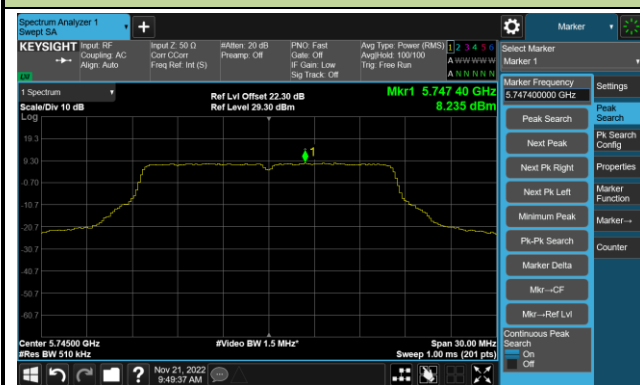 Spectrum Analyzer 1
Swept SA
Marker
KEYSIGHT
Input: RF
Coupling: AC
Align: Auto
Input Z: 50 Ω
Corr CCorr
Freq Ref: Int (S)
#Atten: 20 dB
Preamp: Off
PNO: Fast
Gate: Off
IF Gain: Low
Sig Track: Off
Avg Type: Power (RMS)
Avg|Hold: 100/100
Trig: Free Run
1 2 3 4 5 6
A W W W W W
A N N N N N
LVI
Select Marker
Marker 1
1 Spectrum
Scale/Div 10 dB
Log
Ref Lvl Offset 22.30 dB
Ref Level 29.30 dBm
Mkr1 5.747 40 GHz
8.235 dBm
19.3
9.30
-0.70
-10.7
-20.7
-30.7
-40.7
-50.7
-60.7
1
Center 5.74500 GHz
#Res BW 510 kHz
#Video BW 1.5 MHz*
Span 30.00 MHz
Sweep 1.00 ms (201 pts)
Marker Frequency
5.747400000 GHz
Peak Search
Next Peak
Next Pk Right
Next Pk Left
Minimum Peak
Pk-Pk Search
Marker Delta
Mkr→CF
Mkr→Ref Lvl
Continuous Peak
Search
On
Off
Settings
Peak
Search
Pk Search
Config
Properties
Marker
Function
Marker→
Counter
Nov 21, 2022
9:49:37 AM